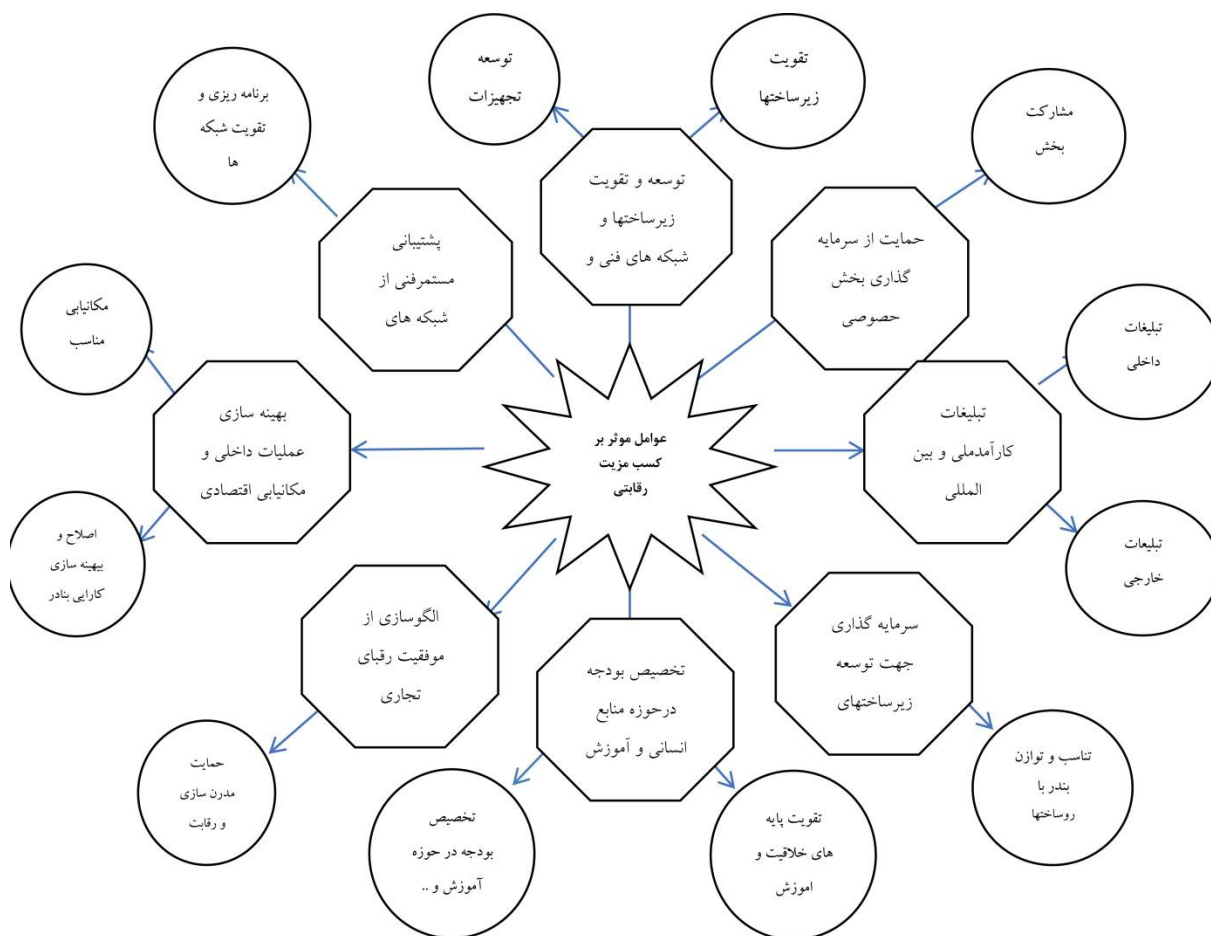 توسعه
تجهیزات
تقویت
زیرساختها
برنامه ریزی و
تقویت شبکه
ها
مشارکت
بخش
توسعه و تقویت
زیرساختها و
شبکه های فنی و
پشتیبانی
مستمرفنی از
شبکه های
حمایت از سرمایه
گذاری بخش
حصوصی
مکانیابی
مناسب
تبلیغات
داخلی
بهینه سازی
عملیات داخلی و
مکانیابی اقتصادی
عوامل موثر بر
کسب مزیت
رقابتی
تبلیغات
کارآمدملی و بین
المللی
اصلاح و
بیهینه سازی
کارایی بنادر
تبلیعات
خارجی
الگوسازی از
موفقیت رقبای
تجاری
تخصیص بودجه
درحوزه منابع
انسانی و آموزش
سرمایه گذاری
جهت توسعه
زیرساختهای
حمایت
مدرن سازی
و رقابت
تخصیص
بودجه در حوزه
آموزش و ..
تقویت پایه
های خلاقیت و
اموزش
تناسب و توازن
بندر با
روساختها